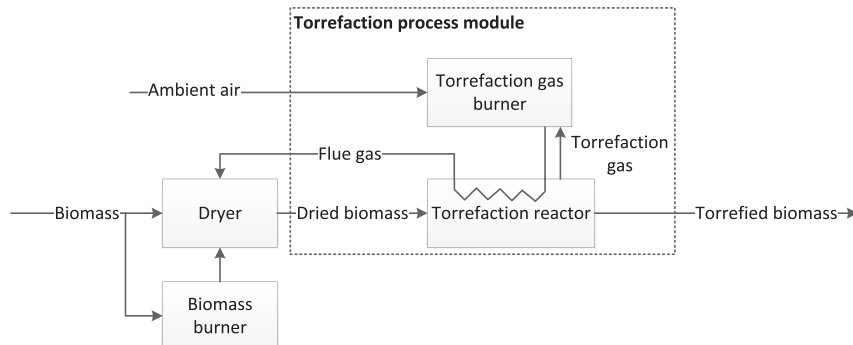 Torrefaction process module
Ambient air
Torrefaction gas
burner
Flue gas
Torrefaction
gas
Biomass
Dryer
Dried biomass
Torrefaction reactor
Torrefied biomass
Biomass
burner